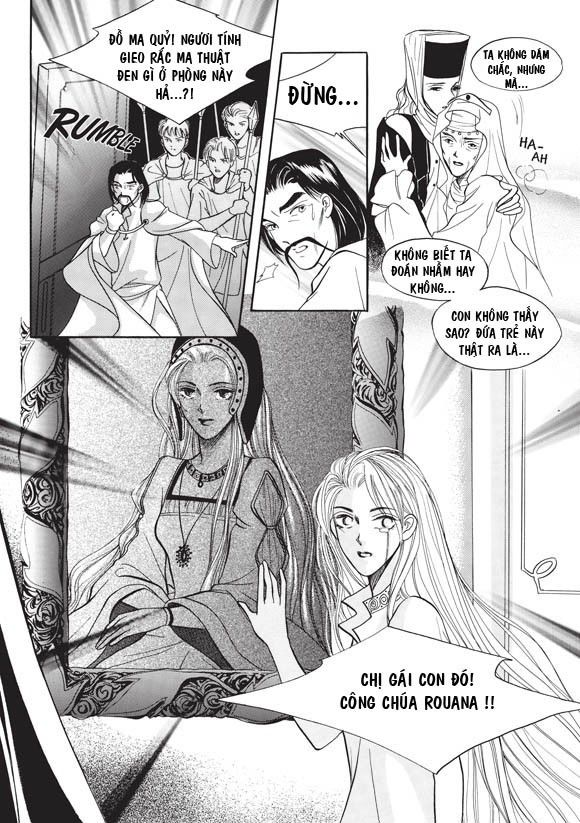 ĐỒ MA QUỶ! NGƯƠI TÍNH
GIEO RẮC MA THUẬT
ĐEN GÌ Ở PHÒNG NÀY
HẢ...?!
RUMBLE
ĐỪNG...
TA KHÔNG DÁM
CHẮC, NHƯNG
MÀ...
HA-
AH
KHÔNG BIẾT TA
ĐOÁN NHẦM HAY
KHÔNG...
CON KHÔNG THẤY
SAO? ĐỨA TRẺ NÀY
THẬT RA LÀ...
CHỊ GÁI CON ĐÓ!
CÔNG CHÚA ROUANA !!